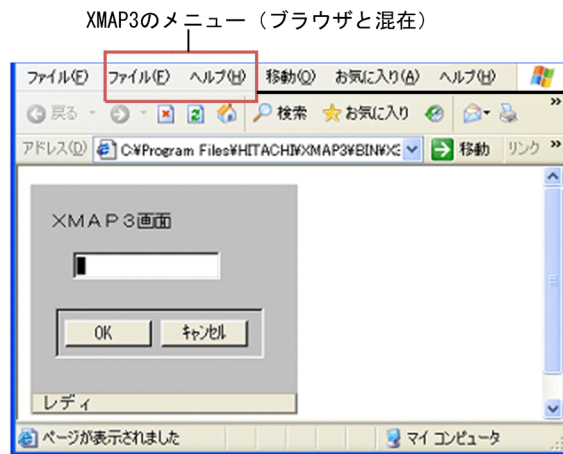 XMAP3のメニュー（ブラウザと混在）
ファイル(F) ファイル(F) ヘルプ(H) 移動(O) お気に入り(A) ヘルプ(H)
戻る 検索 お気に入り »
アドレス(D) C:¥Program Files¥HITACHI¥XMAP3¥BIN¥X 移動 リンク »
XMAP3画面
OK キャンセル
レディ
ページが表示されました マイ コンピュータ